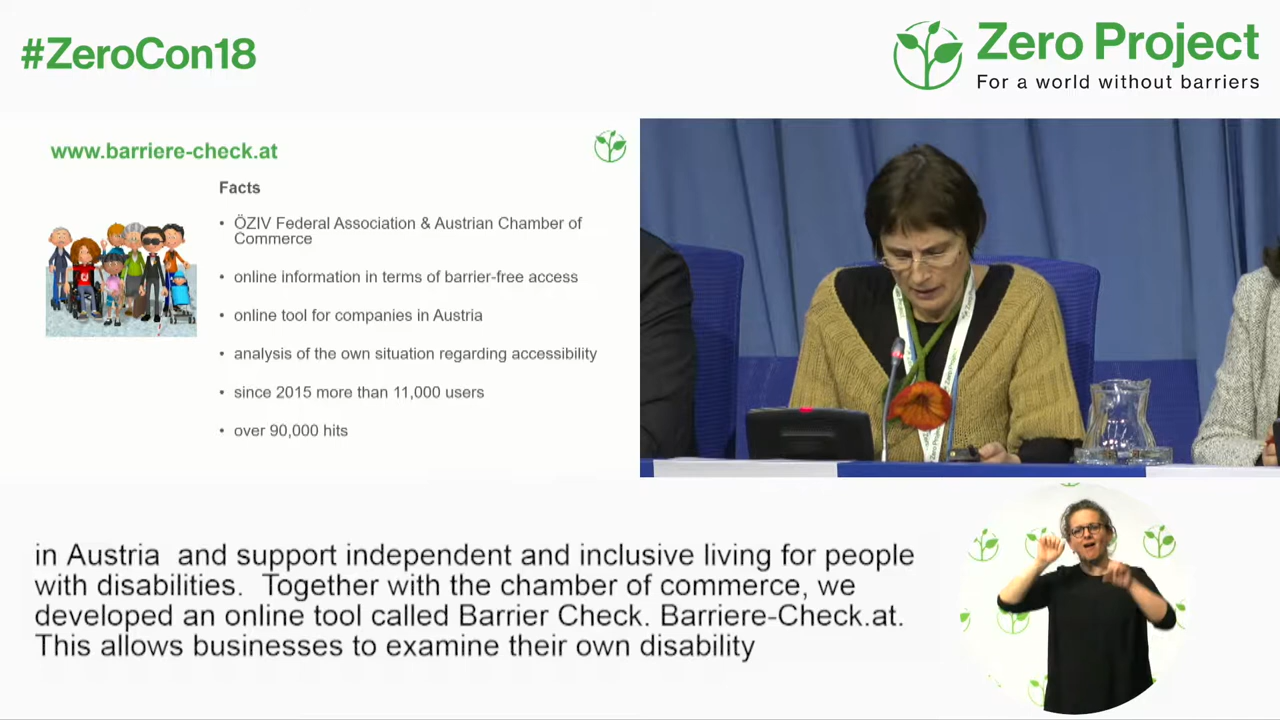 #ZeroCon18
Zero Project
For a world without barriers
www.barriere-check.at
Facts
• ÖZIV Federal Association & Austrian Chamber of
Commerce
• online information in terms of barrier-free access
• online tool for companies in Austria
• analysis of the own situation regarding accessibility
• since 2015 more than 11,000 users
• over 90,000 hits
Zero Project
in Austria and support independent and inclusive living for people
with disabilities. Together with the chamber of commerce, we
developed an online tool called Barrier Check. Barriere-Check.at.
This allows businesses to examine their own disability